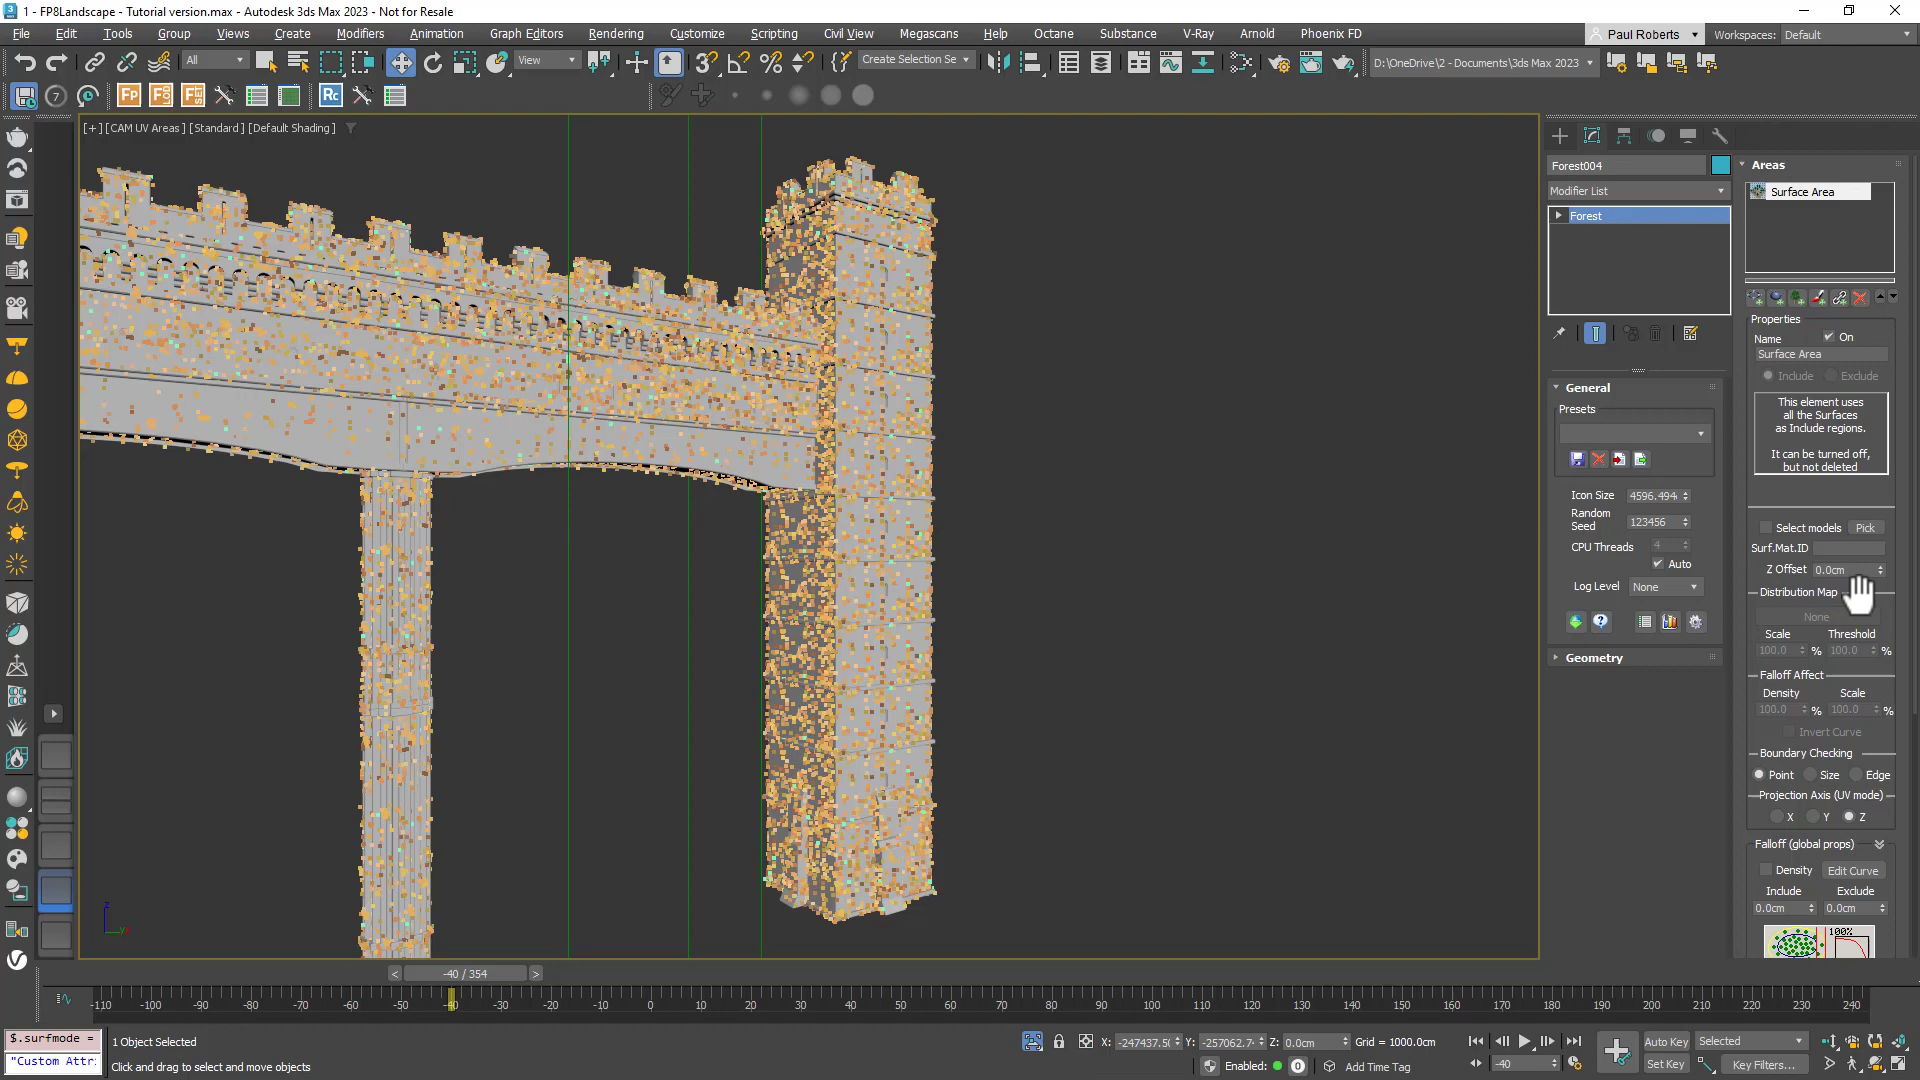 1 - FP8Landscape - Tutorial version.max - Autodesk 3ds Max 2023 - Not for Resale
File Edit Tools Group Views Create Modifiers Animation Graph Editors Rendering Customize Scripting Civil View Megascans Help Octane Substance V-Ray Arnold Phoenix FD
Paul Roberts Workspaces: Default
All View Create Selection Se D:\OneDrive\2 - Documents\3ds Max 2023
7 FP FP FP Rc
[+] [CAM UV Areas ] [Standard ] [Default Shading ]
Forest004
Modifier List
Forest
General
Presets
Icon Size 4596.494
Random
Seed 123456
CPU Threads 4
Auto
Log Level None
Geometry
Areas
Surface Area
Properties
Name On
Surface Area
Include Exclude
This element uses
all the Surfaces
as Include regions.
It can be turned off,
but not deleted
Select models Pick
Surf.Mat.ID
Z Offset 0.0cm
Distribution Map
None
Scale Threshold
100.0 % 100.0 %
Falloff Affect
Density Scale
100.0 % 100.0 %
Invert Curve
Boundary Checking
Point Size Edge
Projection Axis (UV mode)
X Y Z
Falloff (global props)
Density Edit Curve
Include Exclude
0.0cm 0.0cm
100%
z
< -40 / 354 >
-110 -100 -90 -80 -70 -60 -50 -40 -30 -20 -10 0 10 20 30 40 50 60 70 80 90 100 110 120 130 140 150 160 170 180 190 200 210 220 230 240
$.surfmode =
"Custom Attri
1 Object Selected
Click and drag to select and move objects
X: -247437.50 Y: -257062.74 Z: 0.0cm Grid = 1000.0cm
Enabled: 0 Add Time Tag
-40
Auto Key Selected
Set Key Key Filters...